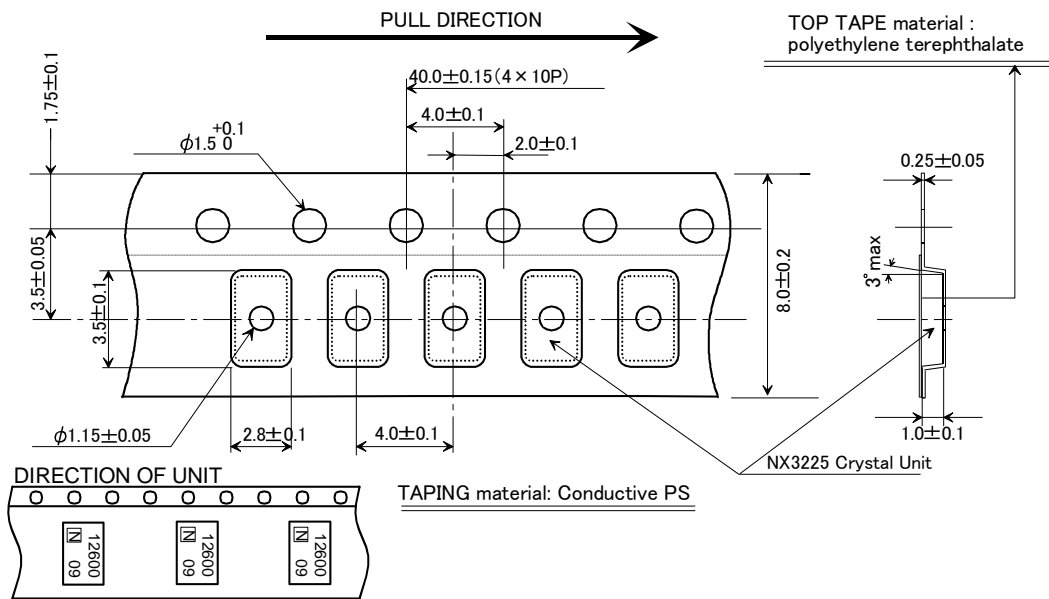 PULL DIRECTION
TOP TAPE material :
polyethylene terephthalate
1.75±0.1
40.0±0.15(4×10P)
+0.1
φ1.5 0
4.0±0.1
2.0±0.1
0.25±0.05
3.5±0.05
3.5±0.1
8.0±0.2
3°max
φ1.15±0.05
2.8±0.1
4.0±0.1
1.0±0.1
NX3225 Crystal Unit
DIRECTION OF UNIT
TAPING material: Conductive PS
12600
N 09
12600
N 09
12600
N 09